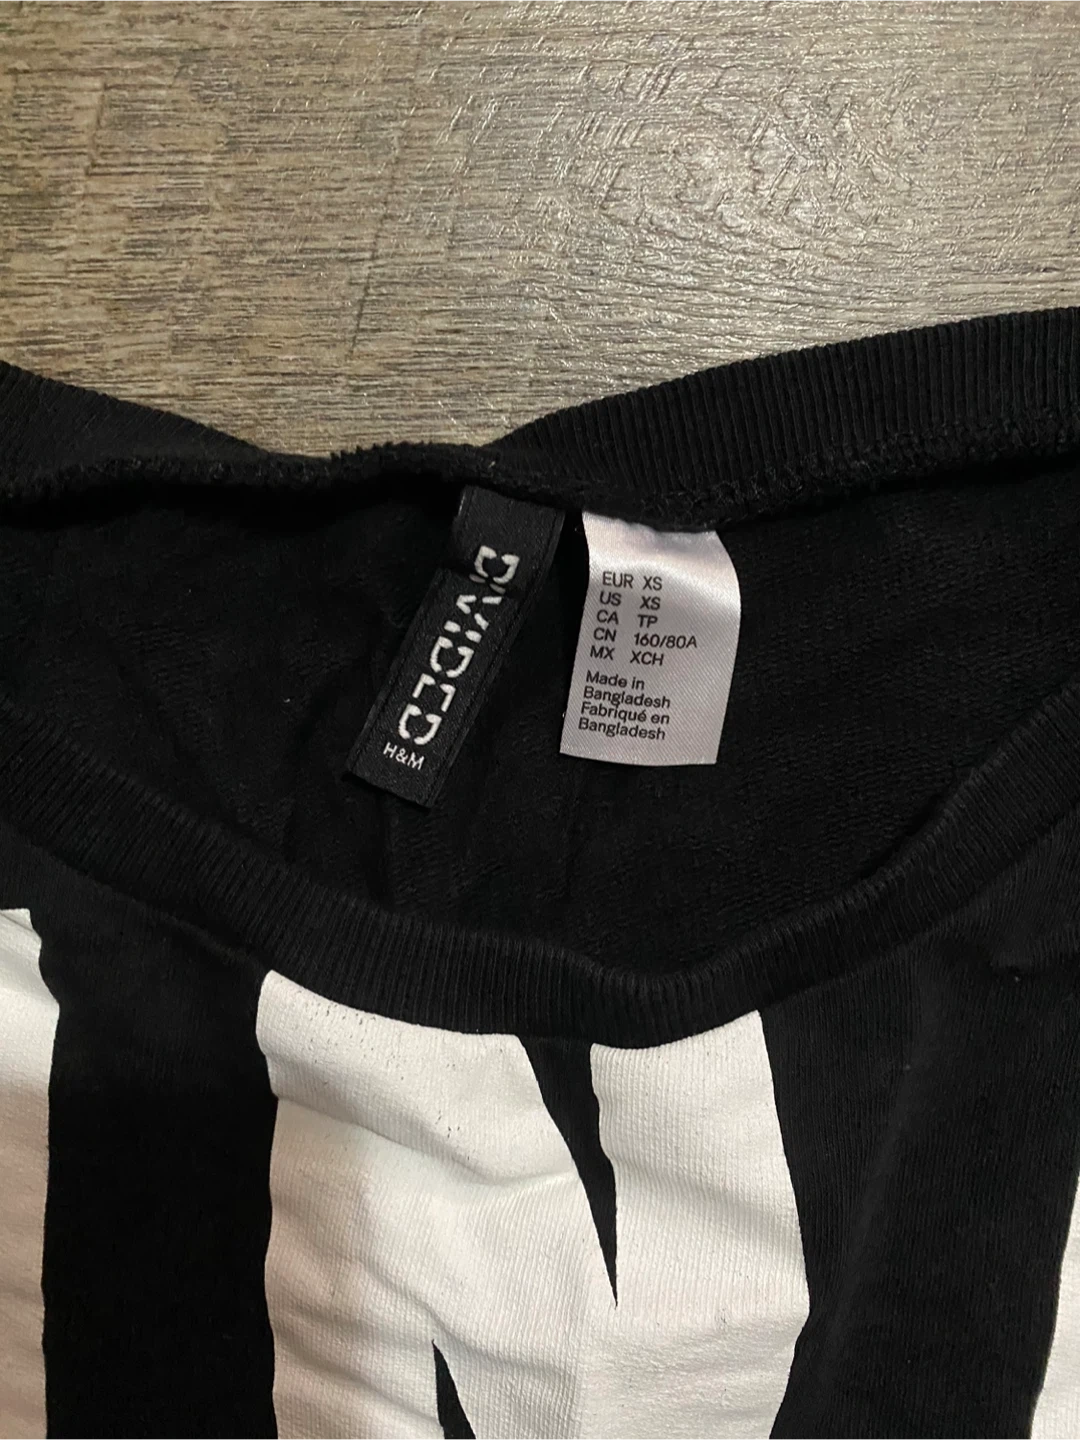 DIVIDED
H&M
EUR XS
US XS
CA TP
CN 160/80A
MX XCH
Made in
Bangladesh
Fabriqué en
Bangladesh